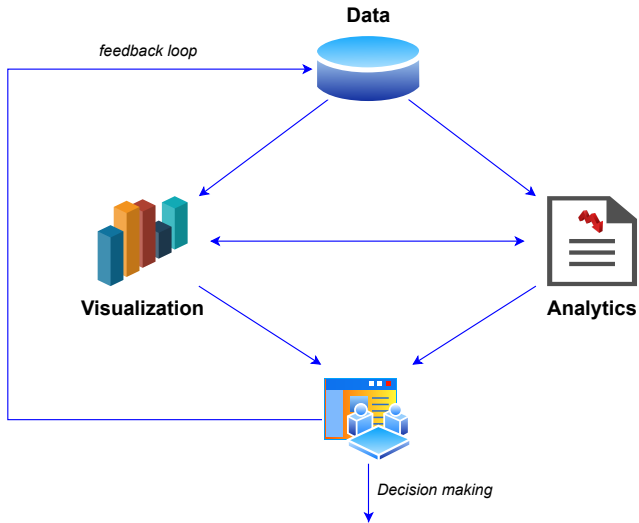 Data
feedback loop
Visualization
Analytics
Decision making